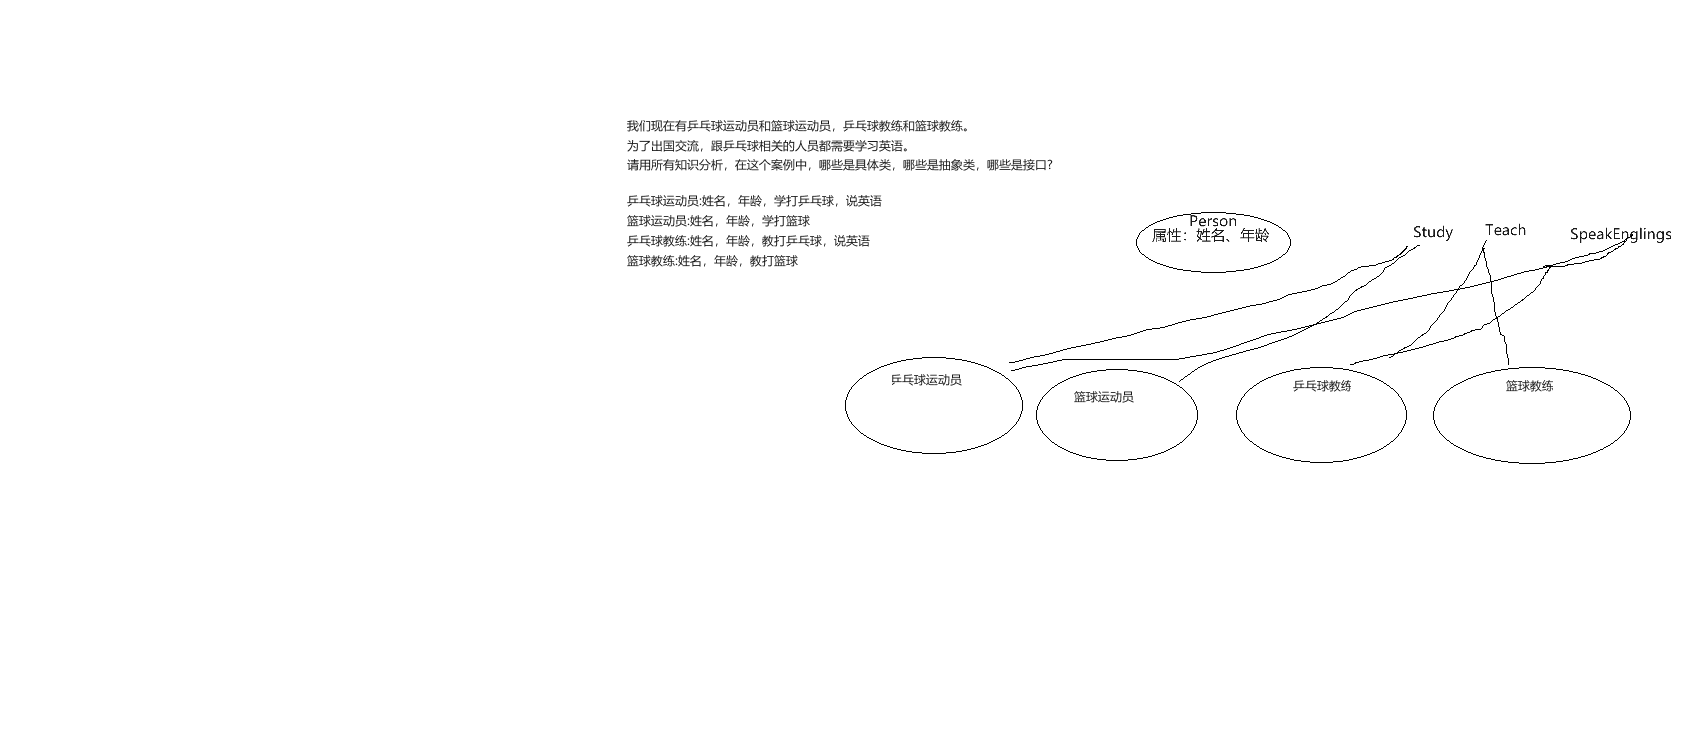 我们现在有乒乓球运动员和篮球运动员，乒乓球教练和篮球教练。
为了出国交流，跟乒乓球相关的人员都需要学习英语。
请用所有知识分析，在这个案例中，哪些是具体类，哪些是抽象类，哪些是接口？
乒乓球运动员:姓名，年龄，学打乒乓球，说英语
篮球运动员:姓名，年龄，学打篮球
乒乓球教练:姓名，年龄，教打乒乓球，说英语
篮球教练:姓名，年龄，教打篮球
Person
属性：姓名、年龄
Study
Teach
SpeakEnglings
乒乓球运动员
篮球运动员
乒乓球教练
篮球教练